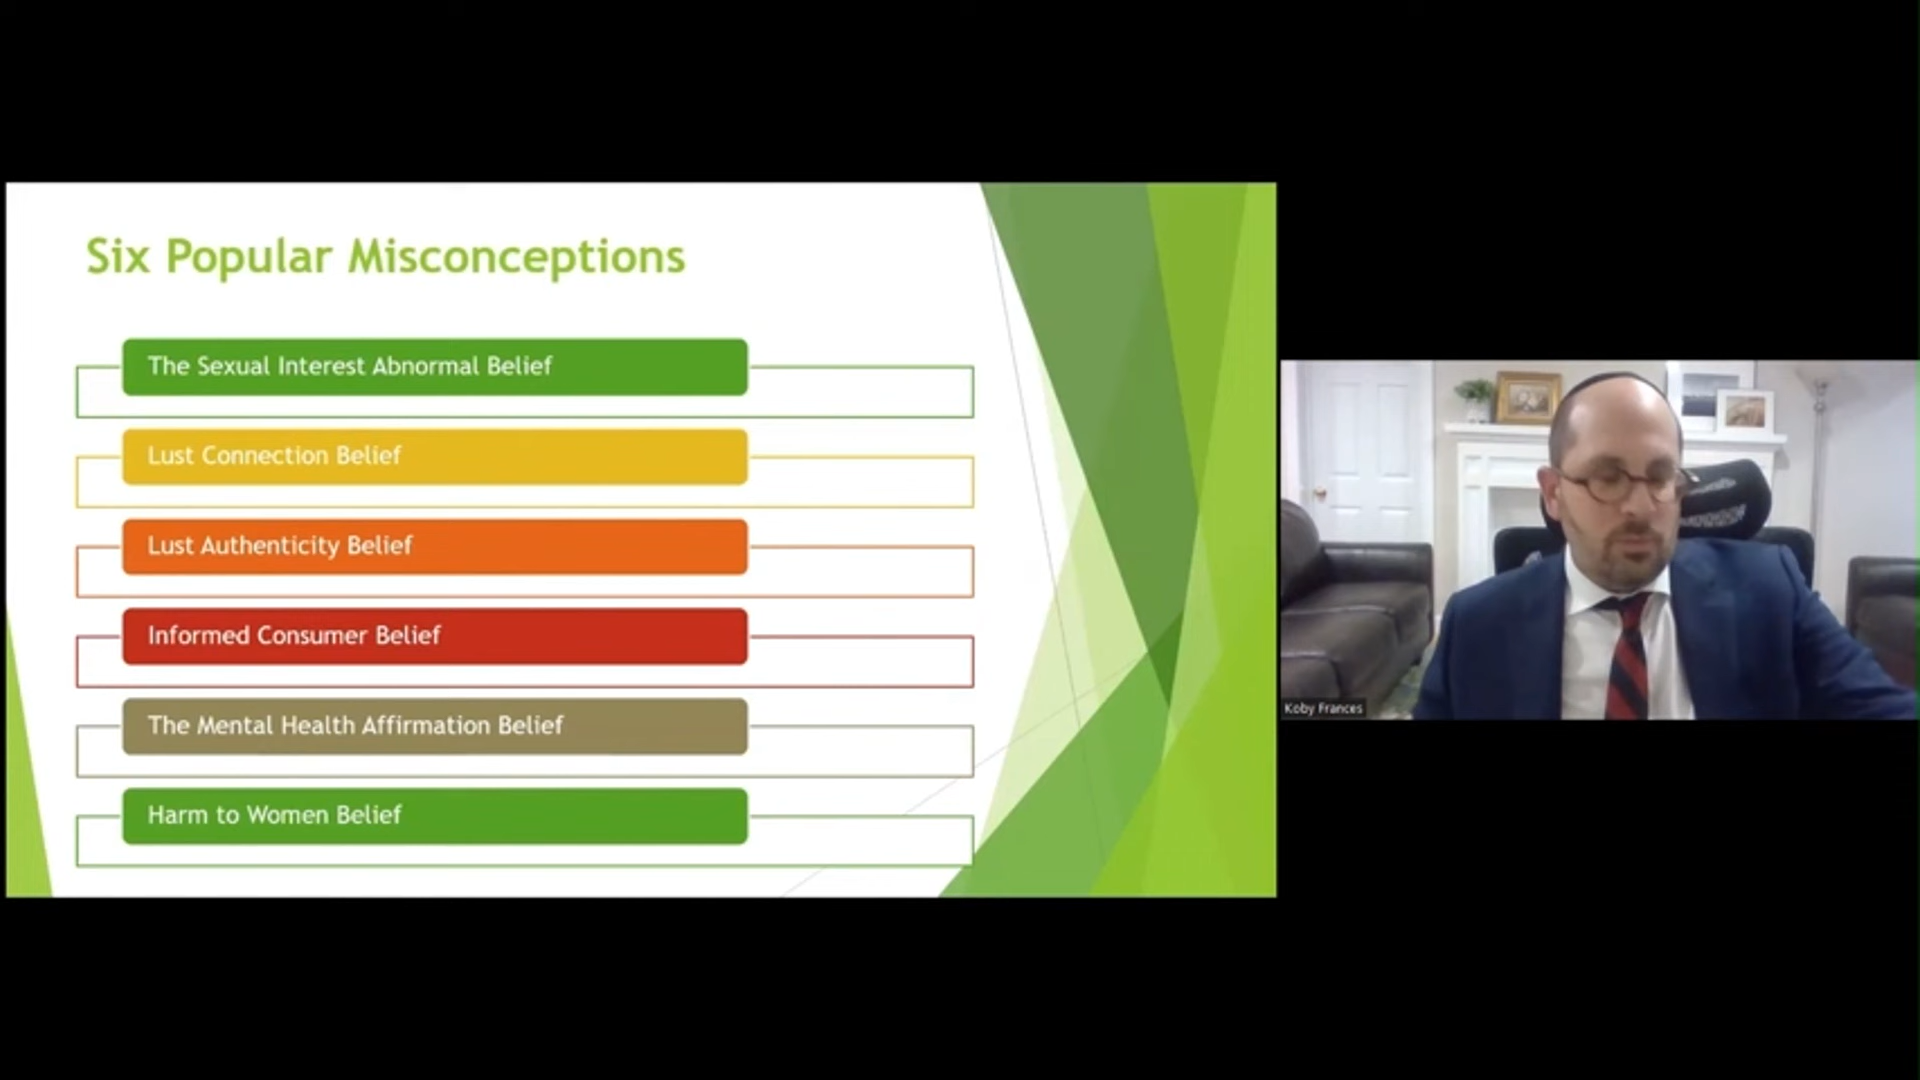 Six Popular Misconceptions
The Sexual Interest Abnormal Belief
Lust Connection Belief
Lust Authenticity Belief
Informed Consumer Belief
The Mental Health Affirmation Belief
Harm to Women Belief
Koby Frances